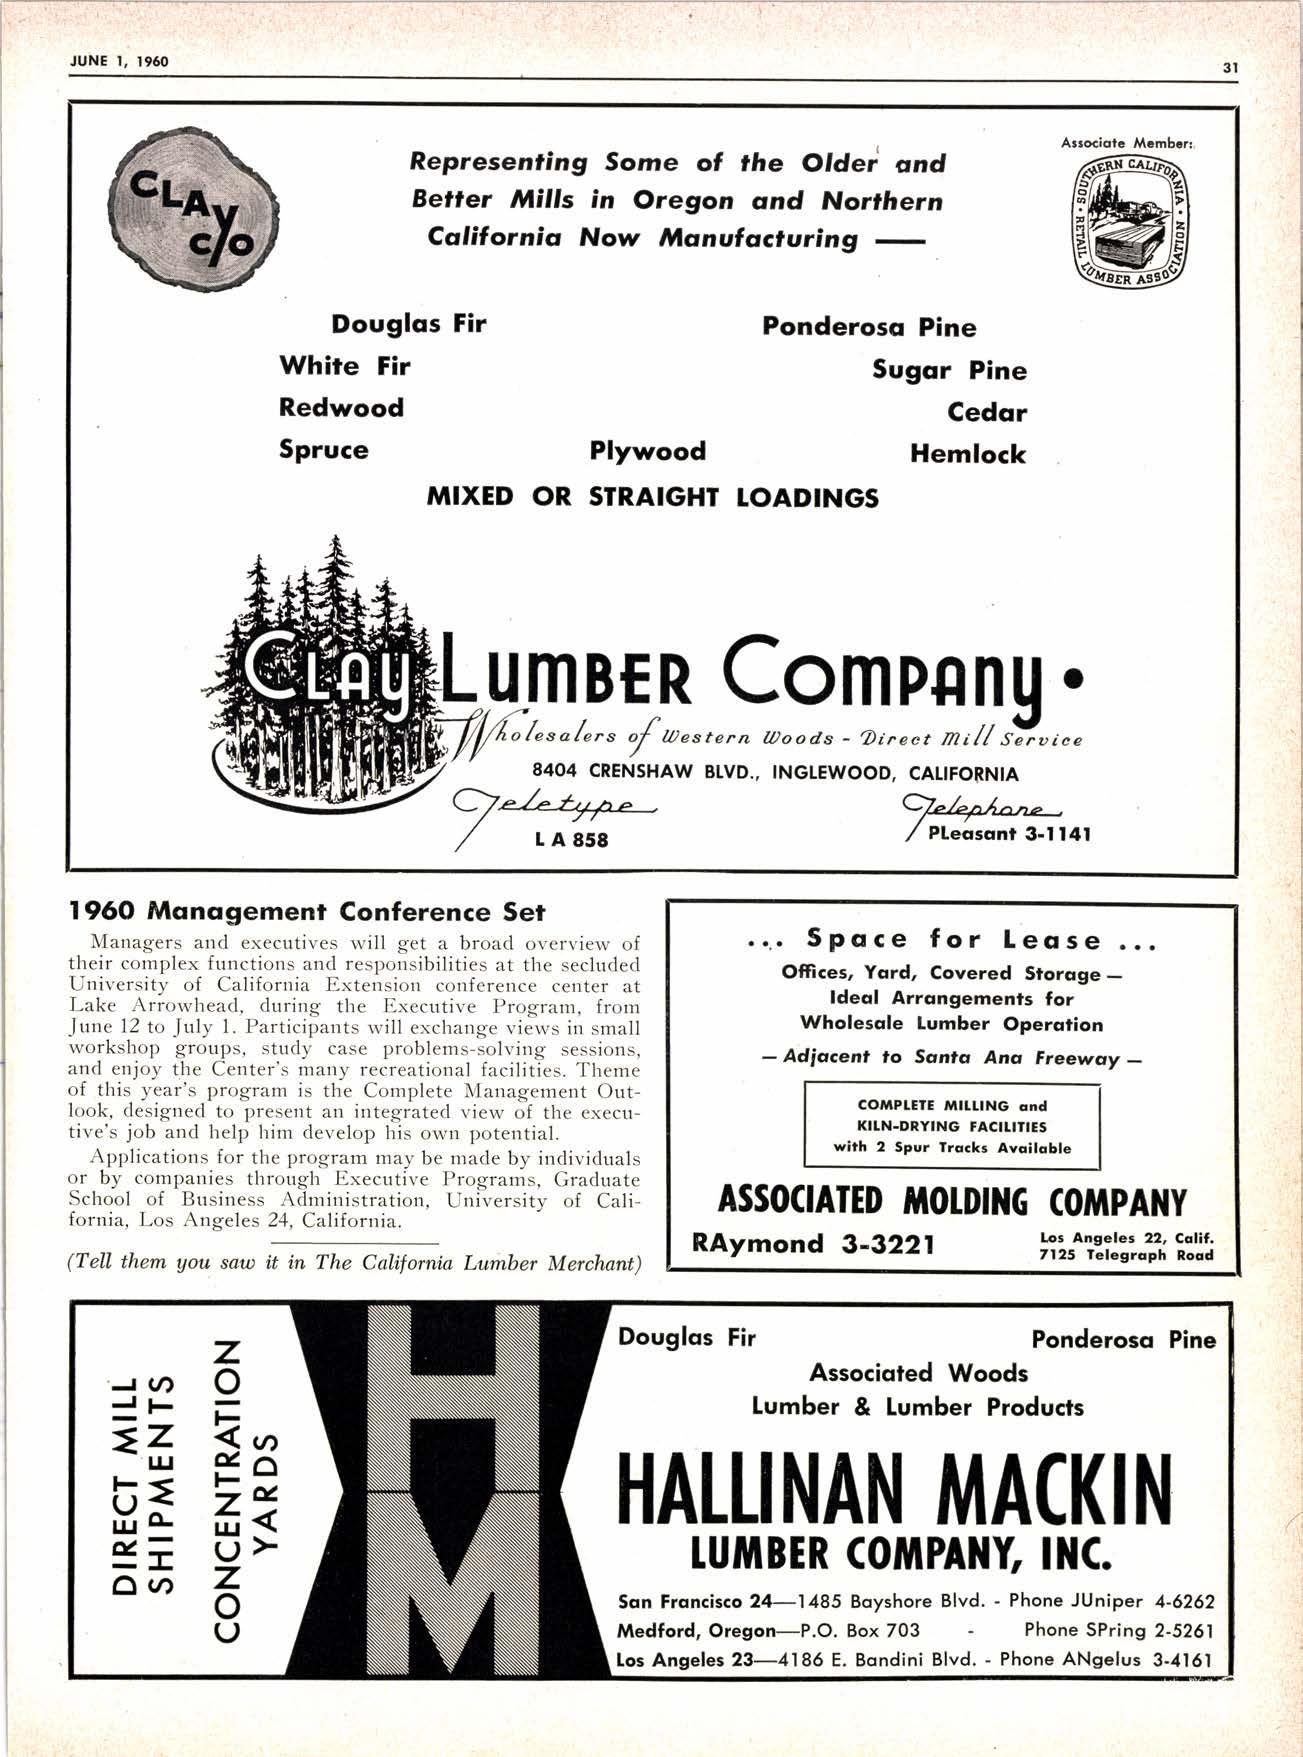 JUNE 1, 1960
31
CLAY
c/o
Representing Some of the Older and
Better Mills in Oregon and Northern
California Now Manufacturing —
Associate Member:
SOUTHERN CALIFORNIA
RETAIL LUMBER ASSOCIATION
Douglas Fir
Ponderosa Pine
White Fir
Sugar Pine
Redwood
Cedar
Spruce
Plywood
Hemlock
MIXED OR STRAIGHT LOADINGS
CLAY LUMBER COMPANY •
Wholesalers of Western Woods - Direct Mill Service
8404 CRENSHAW BLVD., INGLEWOOD, CALIFORNIA
Teletype
L A 858
Telephone
PLeasant 3-1141
1960 Management Conference Set
Managers and executives will get a broad overview of
their complex functions and responsibilities at the secluded
University of California Extension conference center at
Lake Arrowhead, during the Executive Program, from
June 12 to July 1. Participants will exchange views in small
workshop groups, study case problems-solving sessions,
and enjoy the Center's many recreational facilities. Theme
of this year's program is the Complete Management Out-
look, designed to present an integrated view of the execu-
tive's job and help him develop his own potential.
Applications for the program may be made by individuals
or by companies through Executive Programs, Graduate
School of Business Administration, University of Cali-
fornia, Los Angeles 24, California.
(Tell them you saw it in The California Lumber Merchant)
... Space for Lease ...
Offices, Yard, Covered Storage —
Ideal Arrangements for
Wholesale Lumber Operation
— Adjacent to Santa Ana Freeway —
COMPLETE MILLING and
KILN-DRYING FACILITIES
with 2 Spur Tracks Available
ASSOCIATED MOLDING COMPANY
RAymond 3-3221
Los Angeles 22, Calif.
7125 Telegraph Road
DIRECT MILL
SHIPMENTS
CONCENTRATION
YARDS
H
M
Douglas Fir
Ponderosa Pine
Associated Woods
Lumber & Lumber Products
HALLINAN MACKIN
LUMBER COMPANY, INC.
San Francisco 24—1485 Bayshore Blvd. - Phone JUniper 4-6262
Medford, Oregon—P.O. Box 703 - Phone SPring 2-5261
Los Angeles 23—4186 E. Bandini Blvd. - Phone ANgelus 3-4161